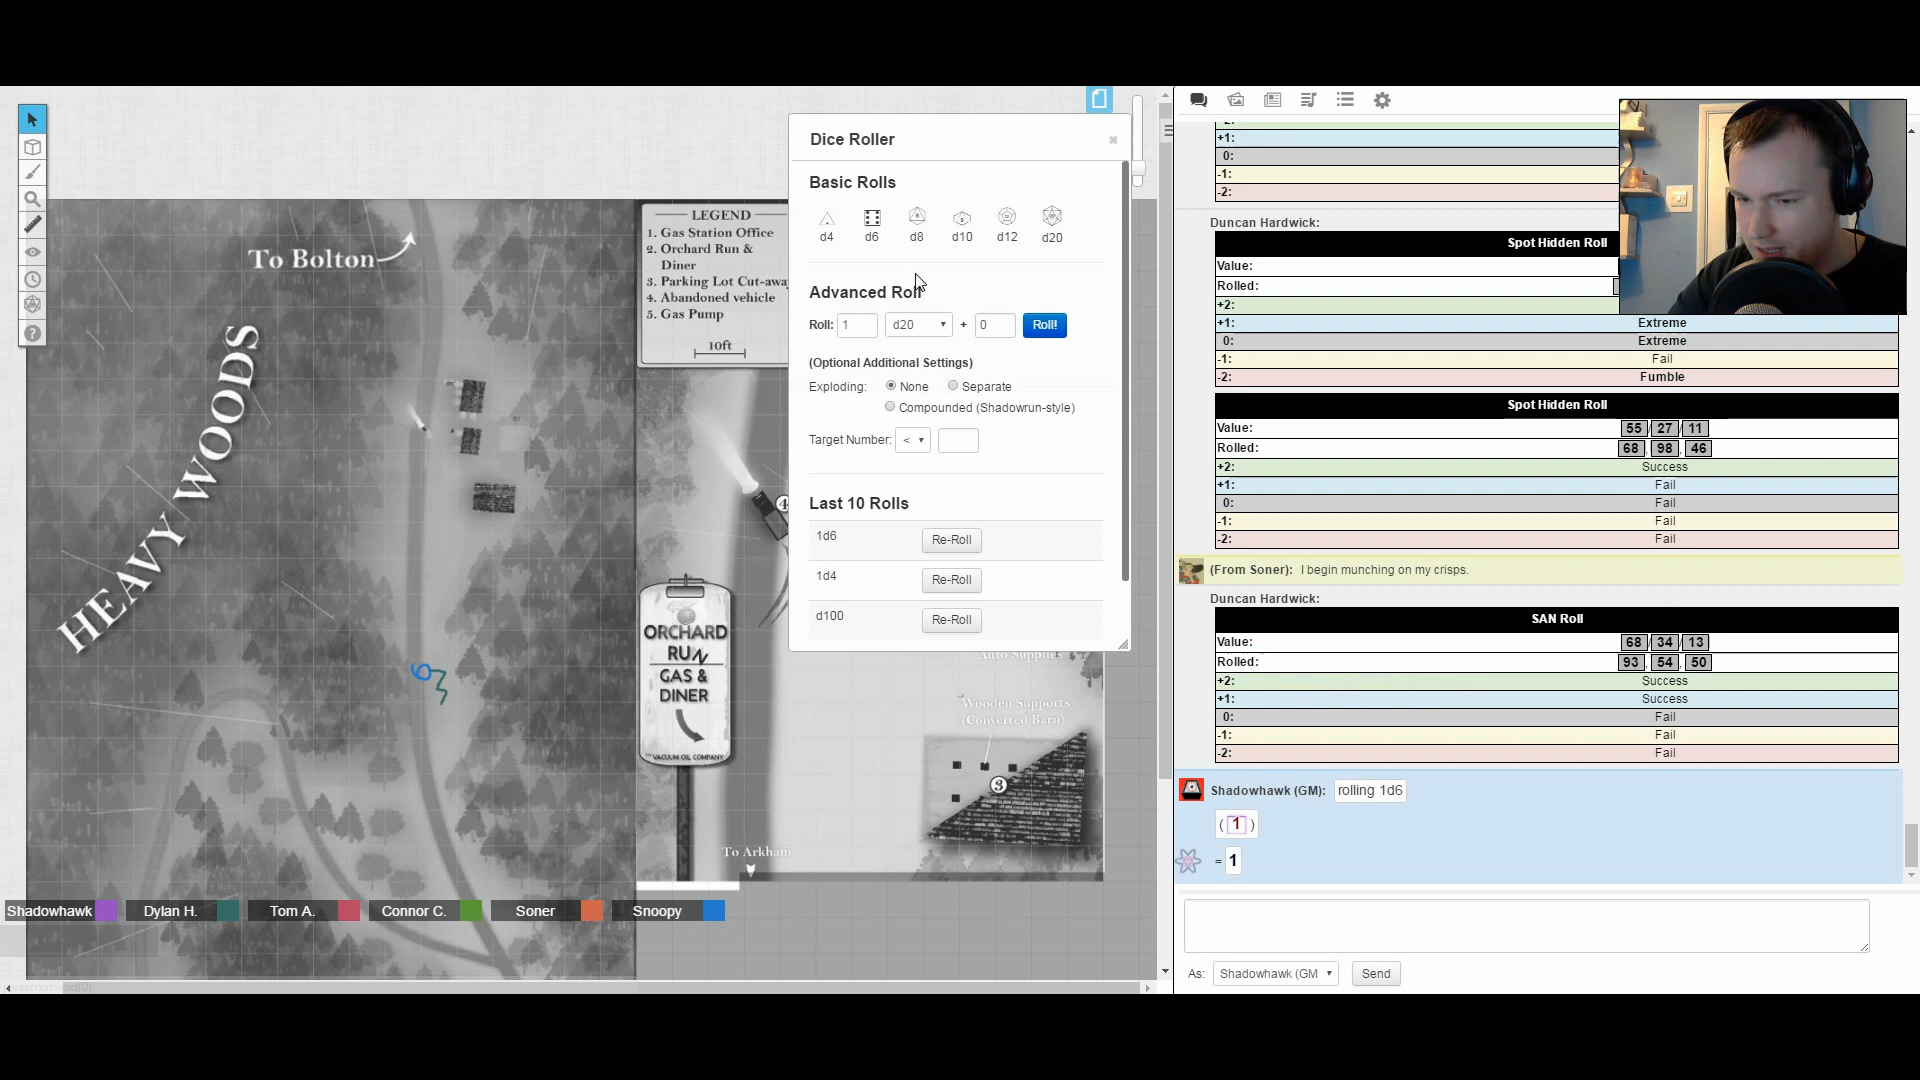 To Bolton
HEAVY WOODS
LEGEND
1. Gas Station Office
2. Orchard Run &
Diner
3. Parking Lot Cut-away
4. Abandoned vehicle
5. Gas Pump
10ft
4
ORCHARD
RUN
GAS &
DINER
VACUUM OIL COMPANY
Auto Supplies
Wooden Supports
(Converted Barn)
3
To Arkham
Dice Roller
×
Basic Rolls
d4 d6 d8 d10 d12 d20
Advanced Roll
Roll: 1 d20 + 0 Roll!
(Optional Additional Settings)
Exploding: None Separate
Compounded (Shadowrun-style)
Target Number: <
Last 10 Rolls
1d6 Re-Roll
1d4 Re-Roll
d100 Re-Roll
Shadowhawk Dylan H. Tom A. Connor C. Soner Snoopy
+1:
0:
-1:
-2:
Duncan Hardwick:
Spot Hidden Roll
Value:
Rolled:
+2:
+1: Extreme
0: Extreme
-1: Fail
-2: Fumble
Spot Hidden Roll
Value: 55 27 11
Rolled: 68, 98, 46
+2: Success
+1: Fail
0: Fail
-1: Fail
-2: Fail
(From Soner): I begin munching on my crisps.
Duncan Hardwick:
SAN Roll
Value: 68 34 13
Rolled: 93, 54, 50
+2: Success
+1: Success
0: Fail
-1: Fail
-2: Fail
Shadowhawk (GM): rolling 1d6
( 1 )
= 1
As: Shadowhawk (GM Send